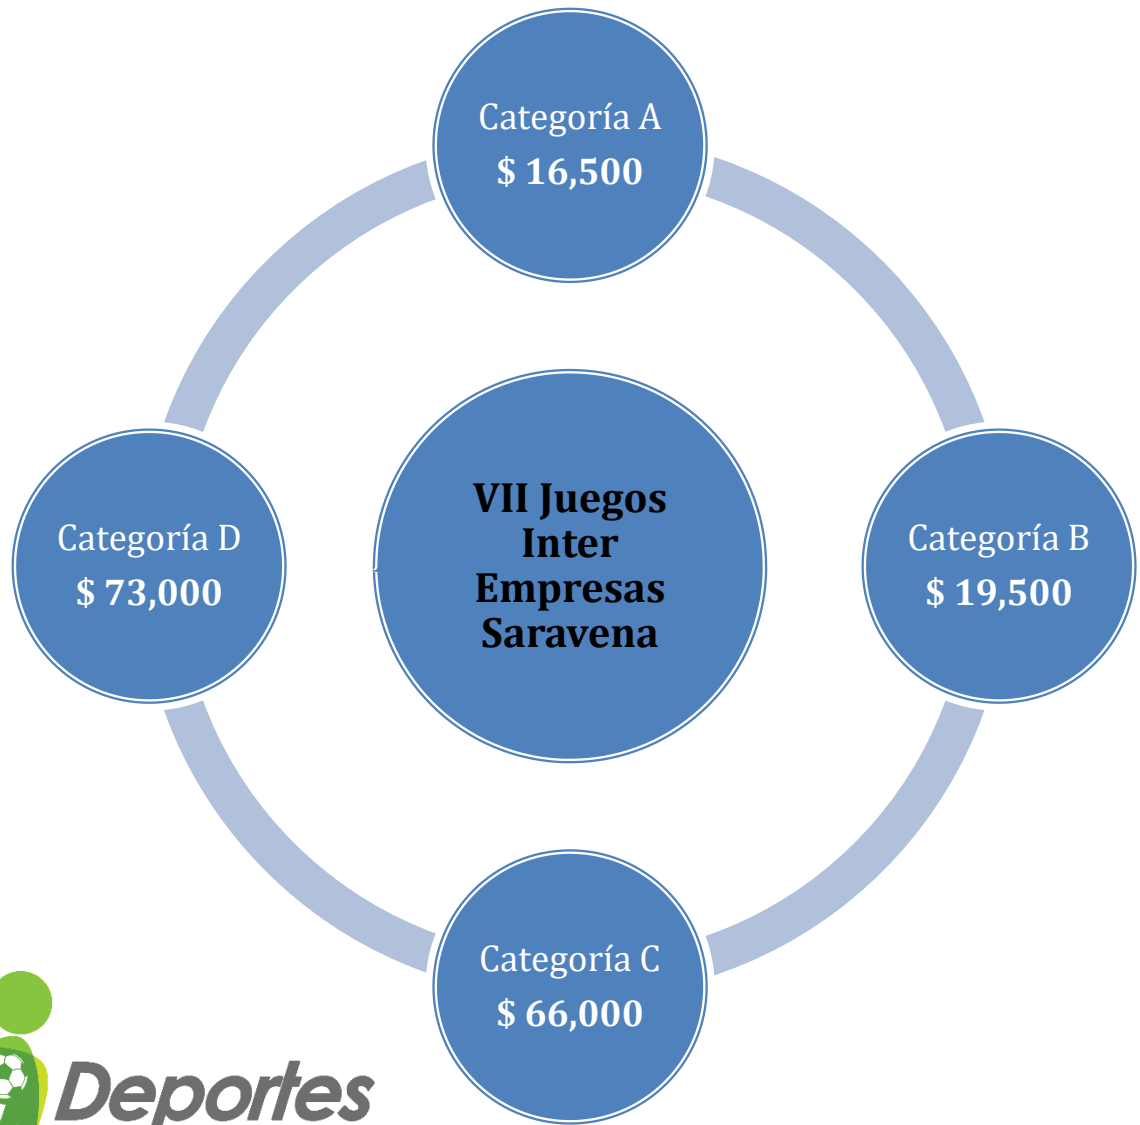 Categoría A
$ 16,500
Categoría D
$ 73,000
VII Juegos
Inter
Empresas
Saravena
Categoría B
$ 19,500
Categoría C
$ 66,000
Deportes